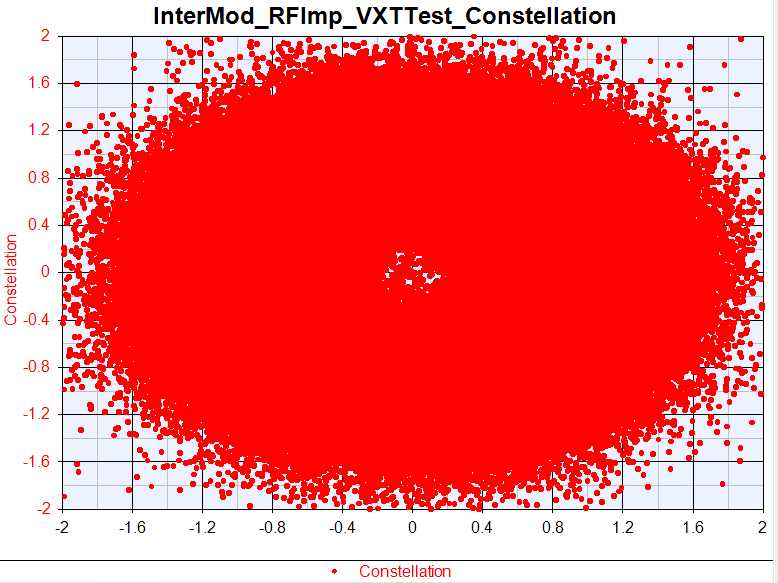 InterMod_RFImp_VXTTest_Constellation
2
1.6
1.2
0.8
0.4
0
-0.4
-0.8
-1.2
-1.6
-2
Constellation
-2 -1.6 -1.2 -0.8 -0.4 0 0.4 0.8 1.2 1.6 2
Constellation